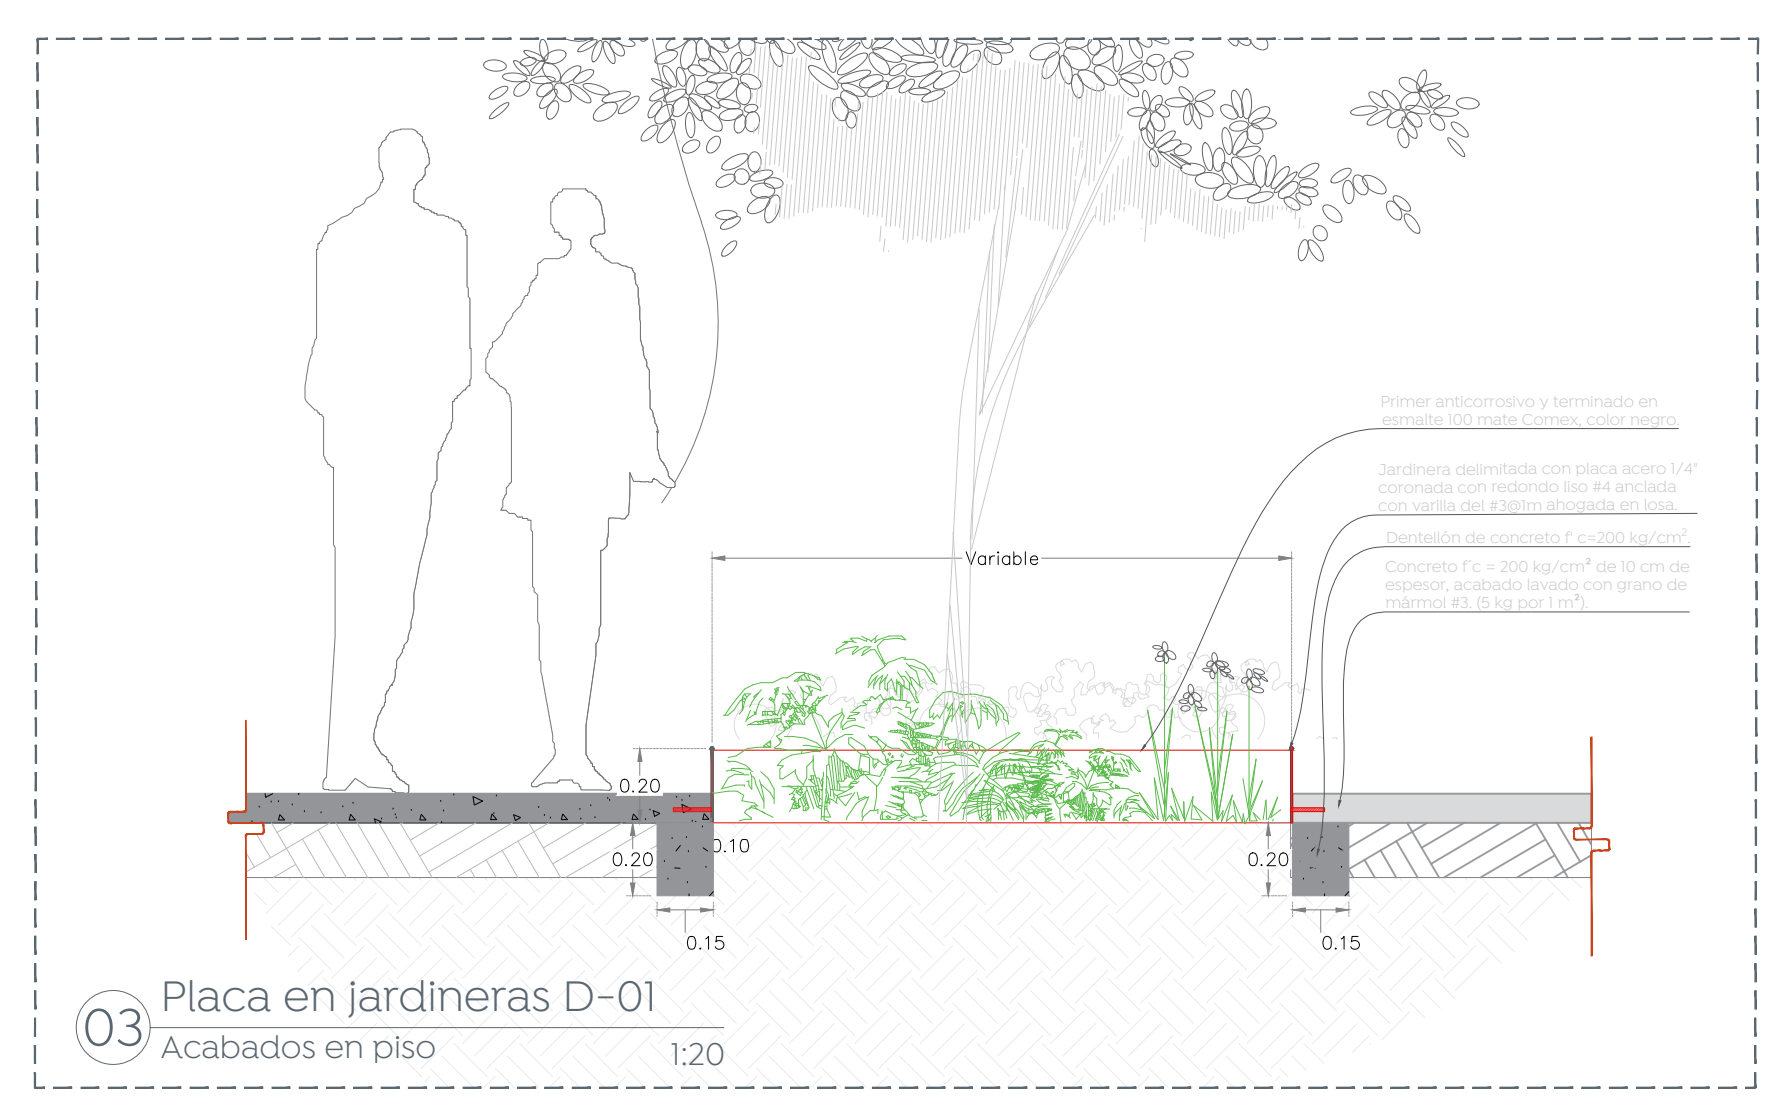 Primer anticorrosivo y terminado en
esmalte 100 mate Comex, color negro.
Jardinera delimitada con placa acero 1/4"
coronada con redondo liso #4 anclada
con varilla del #3@1m ahogada en losa.
Dentellón de concreto f' c=200 kg/cm².
Concreto f´c = 200 kg/cm² de 10 cm de
espesor, acabado lavado con grano de
mármol #3. (5 kg por 1 m²).
Variable
0.20
0.10
0.20
0.20
0.15
0.15
03
Placa en jardineras D-01
Acabados en piso
1:20